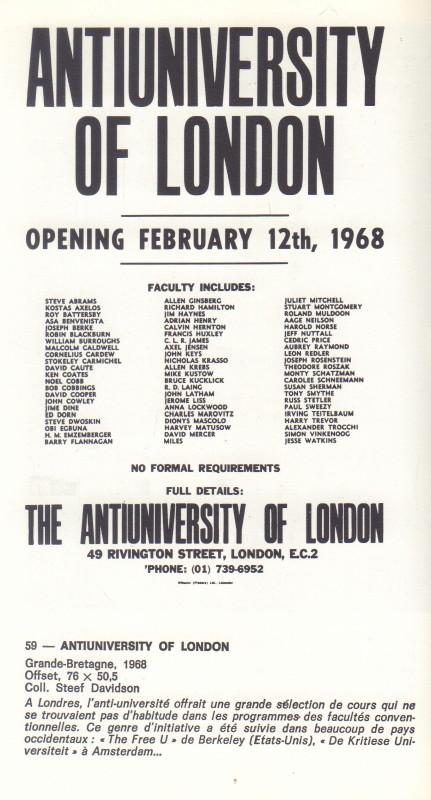 ANTIUNIVERSITY
OF LONDON
OPENING FEBRUARY 12th, 1968
FACULTY INCLUDES:
STEVE ABRAMS
KOSTAS AXELOS
ROY BATTERSBY
ASA BENVENISTA
JOSEPH BERKE
ROBIN BLACKBURN
WILLIAM BURROUGHS
MALCOLM CALDWELL
CORNELIUS CARDEW
STOKELEY CARMICHEL
DAVID CAUTE
KEN COATES
NOEL COBB
BOB COBBINGS
DAVID COOPER
JOHN COWLEY
JIME DINE
ED DORN
STEVE DWOSKIN
OBI EGBUNA
H. M. EMZEMBERGER
BARRY FLANNAGAN
ALLEN GINSBERG
RICHARD HAMILTON
JIM HAYNES
ADRIAN HENRY
CALVIN HERNTON
FRANCIS HUXLEY
C. L. R. JAMES
AXEL JENSEN
JOHN KEYS
NICHOLAS KRASSO
ALLEN KREBS
MIKE KUSTOW
BRUCE KUCKLICK
R. D. LAING
JOHN LATHAM
JEROME LISS
ANNA LOCKWOOD
CHARLES MAROVITZ
DIONYS MASCOLO
HARVEY MATUSOW
DAVID MERCER
MILES
JULIET MITCHELL
STUART MONTGOMERY
ROLAND MULDOON
AAGE NEILSON
HAROLD NORSE
JEFF NUTTALL
CEDRIC PRICE
AUBREY RAYMOND
LEON REDLER
JOSEPH ROSENSTEIN
THEODORE ROSZAK
MONTY SCHATZMAN
CAROLEE SCHNEEMANN
SUSAN SHERMAN
TONY SMYTHE
RUSS STETLER
PAUL SWEEZY
IRVING TEITELBAUM
HARRY TREVOR
ALEXANDER TROCCHI
SIMON VINKENOOG
JESSE WATKINS
NO FORMAL REQUIREMENTS
FULL DETAILS:
THE ANTIUNIVERSITY OF LONDON
49 RIVINGTON STREET, LONDON, E.C.2
'PHONE: (01) 739-6952
59 — ANTIUNIVERSITY OF LONDON
Grande-Bretagne, 1968
Offset, 76 × 50,5
Coll. Steef Davidson
A Londres, l'anti-université offrait une grande sélection de cours qui ne
se trouvaient pas d'habitude dans les programmes des facultés conven-
tionnelles. Ce genre d'initiative a été suivie dans beaucoup de pays
occidentaux : « The Free U » de Berkeley (Etats-Unis), « De Kritiese Uni-
versiteit » à Amsterdam...